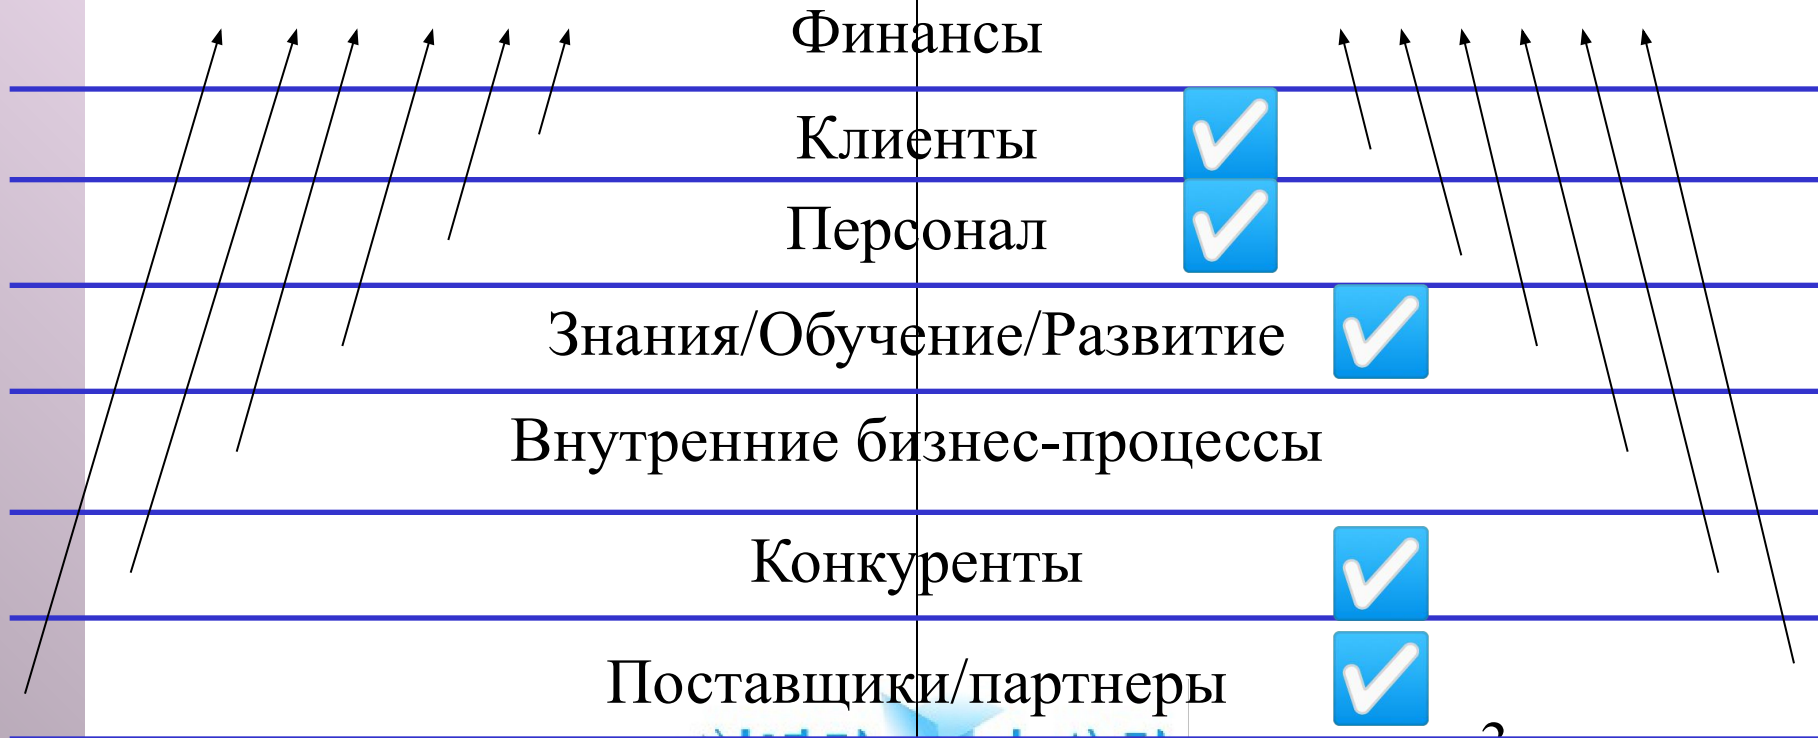 Финансы
Клиенты
Персонал
Знания/Обучение/Развитие
Внутренние бизнес-процессы
Конкуренты
Поставщики/партнеры